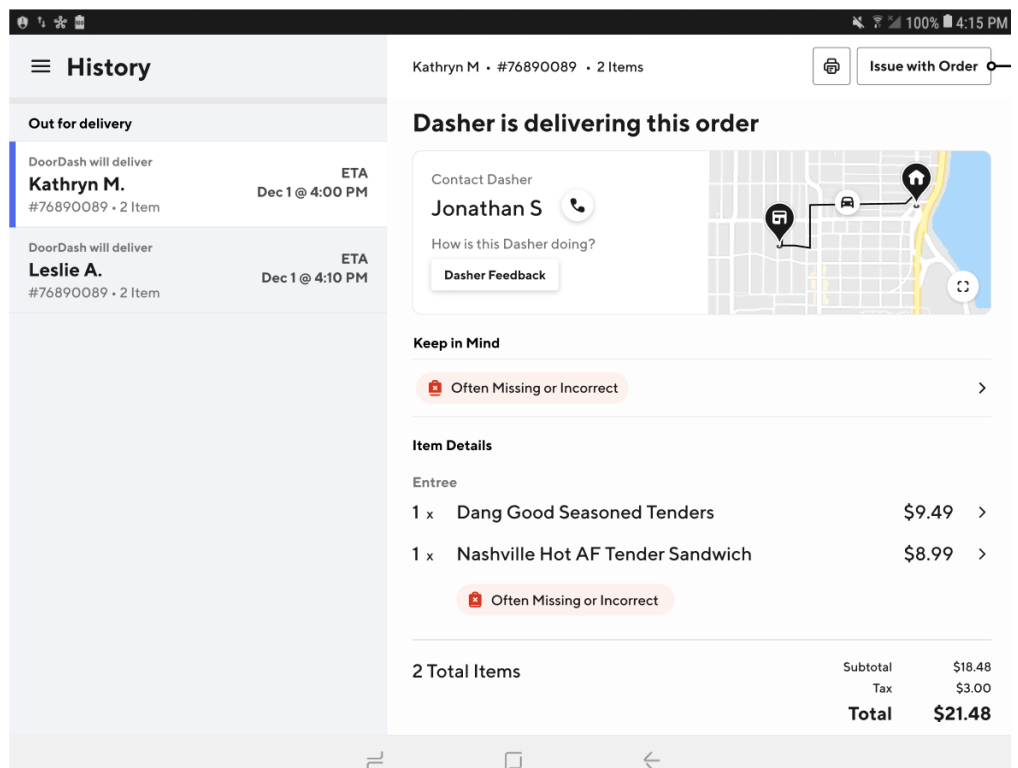 100% 4:15 PM
History
Kathryn M • #76890089 • 2 Items
Issue with Order
Out for delivery
DoorDash will deliver
Kathryn M.
#76890089 • 2 Item
ETA
Dec 1 @ 4:00 PM
DoorDash will deliver
Leslie A.
#76890089 • 2 Item
ETA
Dec 1 @ 4:10 PM
Dasher is delivering this order
Contact Dasher
Jonathan S
How is this Dasher doing?
Dasher Feedback
Keep in Mind
Often Missing or Incorrect
Item Details
Entree
1 x Dang Good Seasoned Tenders $9.49
1 x Nashville Hot AF Tender Sandwich $8.99
Often Missing or Incorrect
2 Total Items
Subtotal $18.48
Tax $3.00
Total $21.48